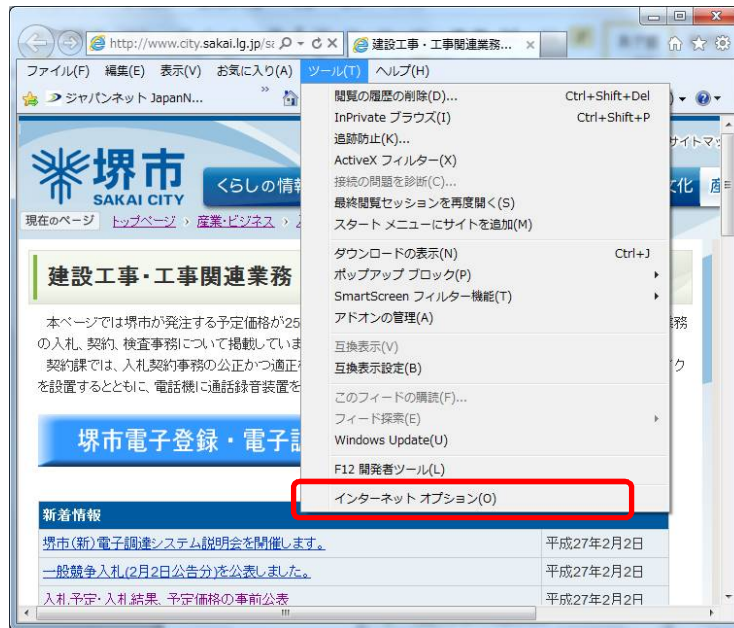 http://www.city.sakai.lg.jp/sa
建設工事・工事関連業務...
ファイル(F) 編集(E) 表示(V) お気に入り(A) ツール(T) ヘルプ(H)
ジャパンネット JapanN...
閲覧の履歴の削除(D)... Ctrl+Shift+Del
InPrivate ブラウズ(I) Ctrl+Shift+P
追跡防止(K)...
ActiveX フィルター(X)
接続の問題を診断(C)...
最終閲覧セッションを再度開く(S)
スタート メニューにサイトを追加(M)
ダウンロードの表示(N) Ctrl+J
ポップアップ ブロック(P)
SmartScreen フィルター機能(T)
アドオンの管理(A)
互換表示(V)
互換表示設定(B)
このフィードの購読(F)...
フィード探索(E)
Windows Update(U)
F12 開発者ツール(L)
インターネット オプション(O)
サイトマッ
堺市
SAKAI CITY
くらしの情報
文化
産
現在のページ トップページ › 産業・ビジネス ›
建設工事・工事関連業務
本ページでは堺市が発注する予定価格が25
の入札、契約、検査事務について掲載していま
契約課では、入札契約事務の公正かつ適正
を設置するとともに、電話機に通話録音装置を
務
ク
堺市電子登録・電子
新着情報
堺市(新)電子調達システム説明会を開催します。 平成27年2月2日
一般競争入札(2月2日公告分)を公表しました。 平成27年2月2日
入札予定・入札結果、予定価格の事前公表 平成27年2月2日